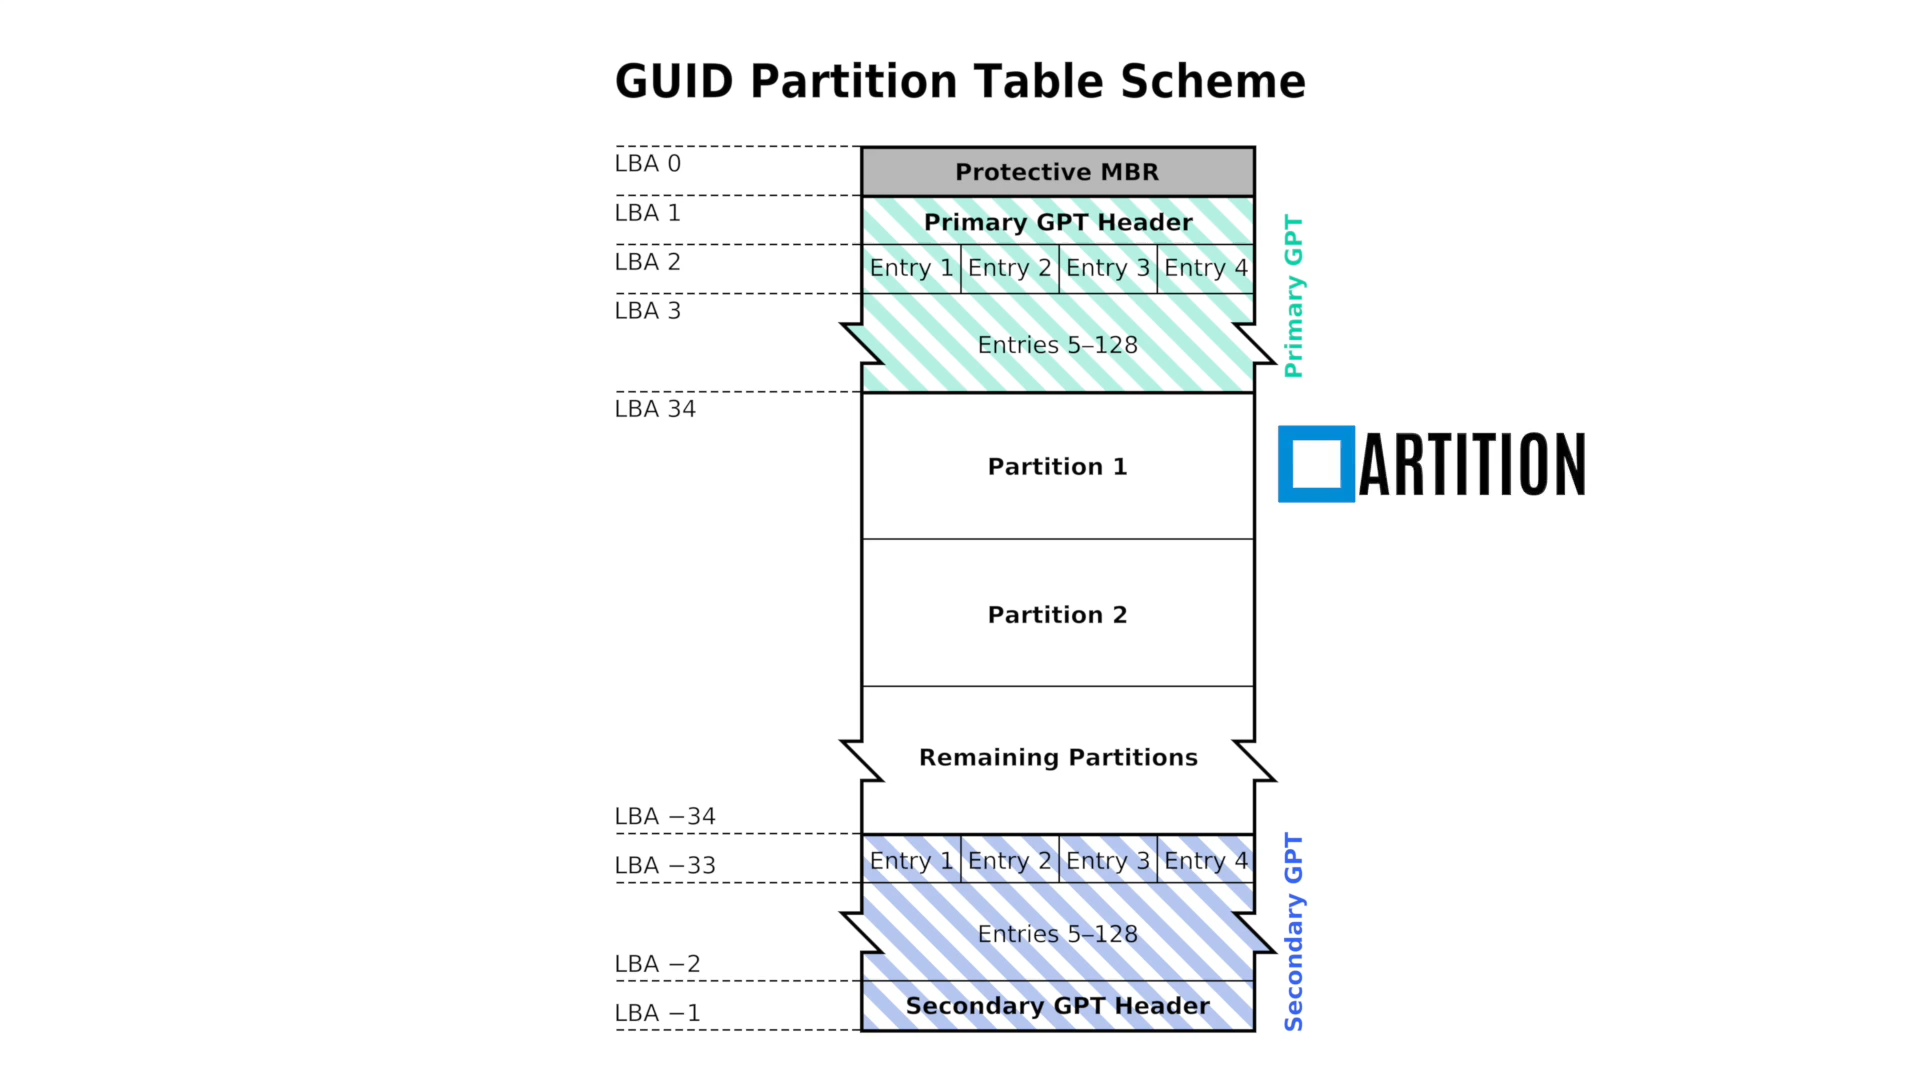 GUID Partition Table Scheme
LBA 0
Protective MBR
LBA 1
Primary GPT Header
LBA 2
Entry 1 Entry 2 Entry 3 Entry 4
LBA 3
Entries 5–128
Primary GPT
LBA 34
Partition 1
ARTITION
Partition 2
Remaining Partitions
LBA −34
LBA −33
Entry 1 Entry 2 Entry 3 Entry 4
Entries 5–128
LBA −2
Secondary GPT Header
LBA −1
Secondary GPT